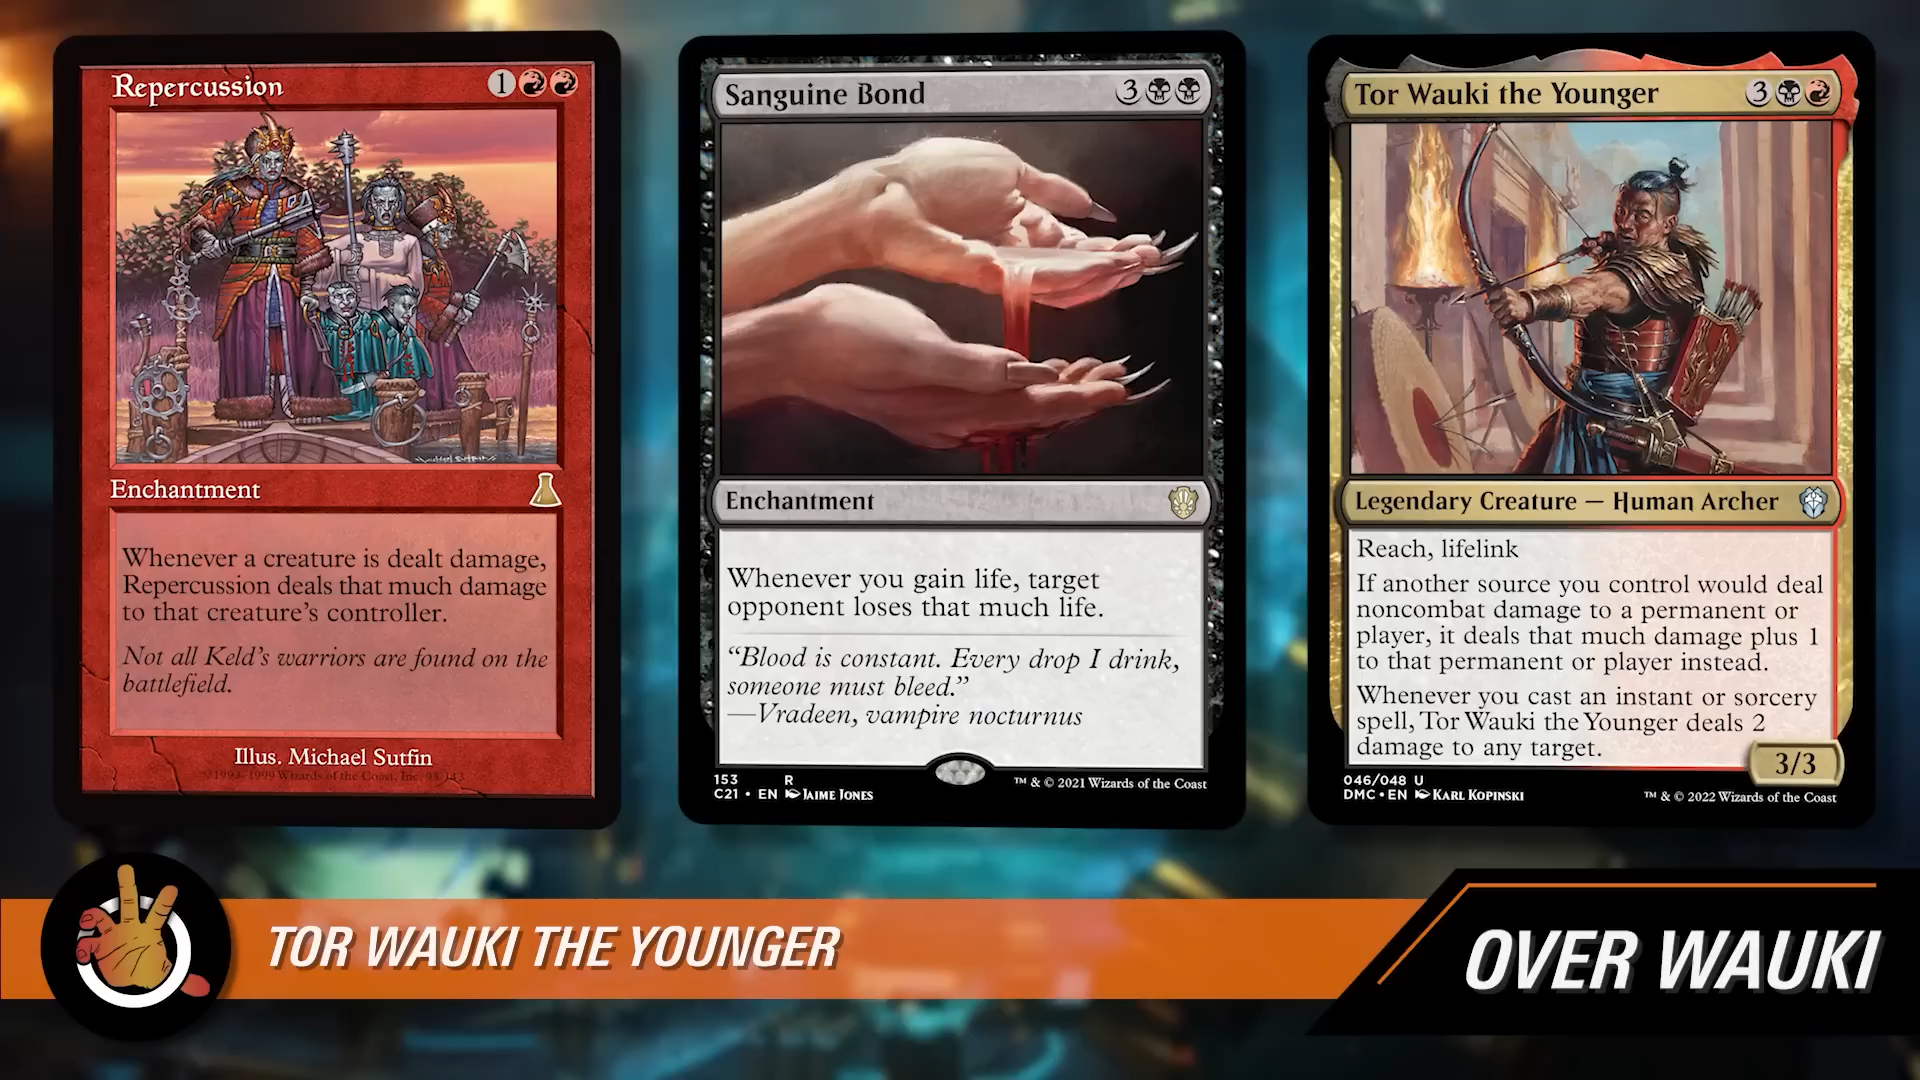 Repercussion
1
Enchantment
Whenever a creature is dealt damage,
Repercussion deals that much damage
to that creature's controller.
Not all Keld's warriors are found on the
battlefield.
Illus. Michael Sutfin
Sanguine Bond
3
Enchantment
Whenever you gain life, target
opponent loses that much life.
“Blood is constant. Every drop I drink,
someone must bleed.”
—Vradeen, vampire nocturnus
153 R
C21 • EN JAIME JONES
™ & © 2021 Wizards of the Coast
Tor Wauki the Younger
3
Legendary Creature — Human Archer
Reach, lifelink
If another source you control would deal
noncombat damage to a permanent or
player, it deals that much damage plus 1
to that permanent or player instead.
Whenever you cast an instant or sorcery
spell, Tor Wauki the Younger deals 2
damage to any target.
3/3
046/048 U
DMC • EN KARL KOPINSKI
™ & © 2022 Wizards of the Coast
TOR WAUKI THE YOUNGER
OVER WAUKI